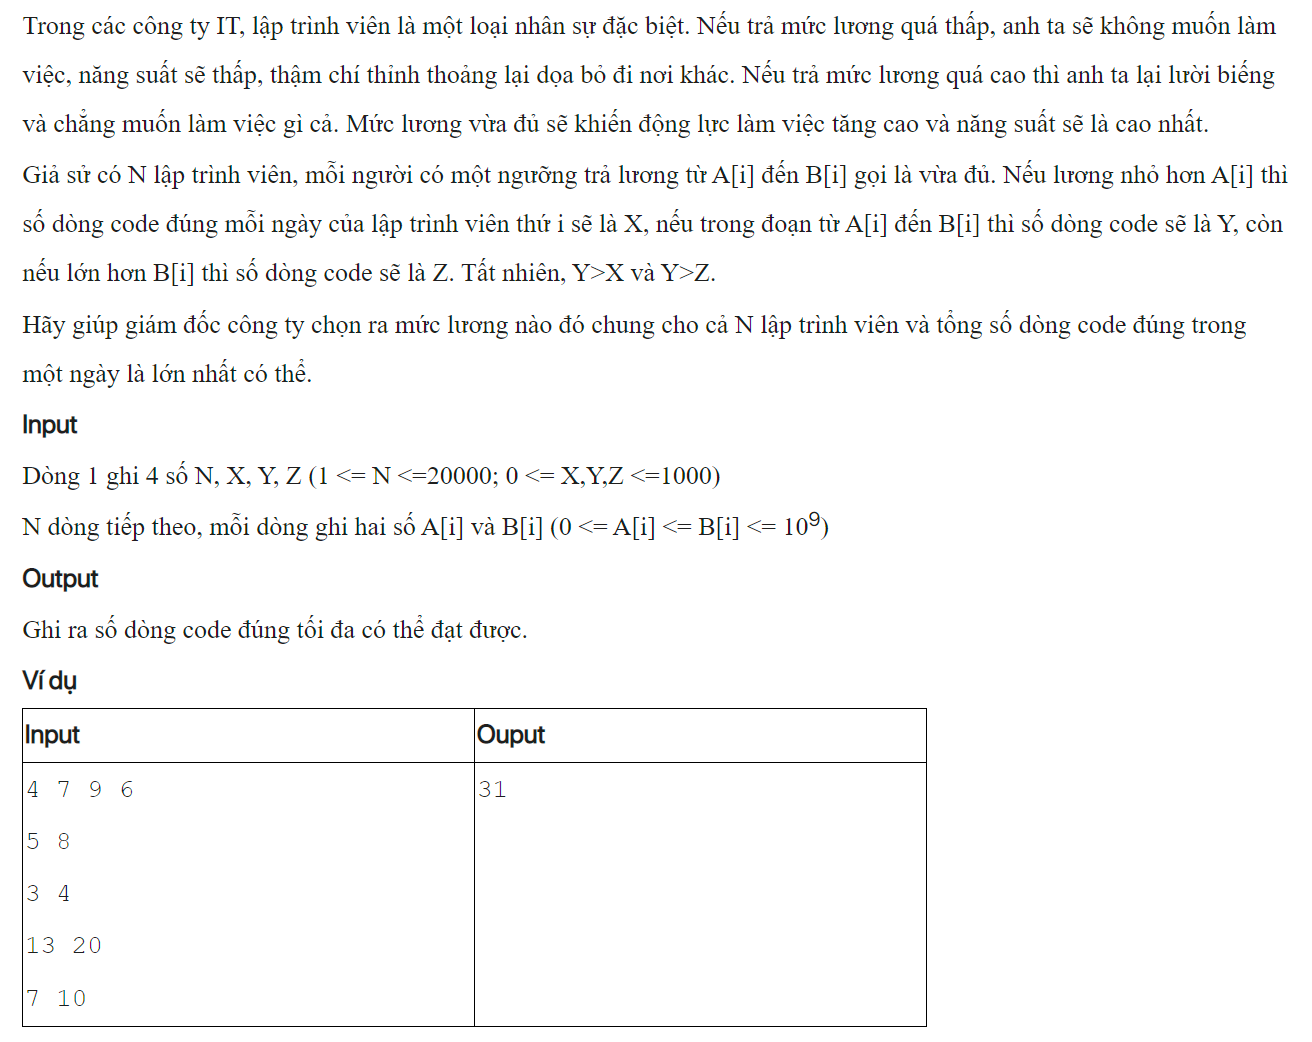 Trong các công ty IT, lập trình viên là một loại nhân sự đặc biệt. Nếu trả mức lương quá thấp, anh ta sẽ không muốn làm
việc, năng suất sẽ thấp, thậm chí thỉnh thoảng lại dọa bỏ đi nơi khác. Nếu trả mức lương quá cao thì anh ta lại lười biếng
và chẳng muốn làm việc gì cả. Mức lương vừa đủ sẽ khiến động lực làm việc tăng cao và năng suất sẽ là cao nhất.
Giả sử có N lập trình viên, mỗi người có một ngưỡng trả lương từ A[i] đến B[i] gọi là vừa đủ. Nếu lương nhỏ hơn A[i] thì
số dòng code đúng mỗi ngày của lập trình viên thứ i sẽ là X, nếu trong đoạn từ A[i] đến B[i] thì số dòng code sẽ là Y, còn
nếu lớn hơn B[i] thì số dòng code sẽ là Z. Tất nhiên, Y>X và Y>Z.
Hãy giúp giám đốc công ty chọn ra mức lương nào đó chung cho cả N lập trình viên và tổng số dòng code đúng trong
một ngày là lớn nhất có thể.
Input
Dòng 1 ghi 4 số N, X, Y, Z (1 <= N <=20000; 0 <= X,Y,Z <=1000)
N dòng tiếp theo, mỗi dòng ghi hai số A[i] và B[i] (0 <= A[i] <= B[i] <= 10⁹)
Output
Ghi ra số dòng code đúng tối đa có thể đạt được.
Ví dụ
Input Ouput
4 7 9 6 31
5 8
3 4
13 20
7 10